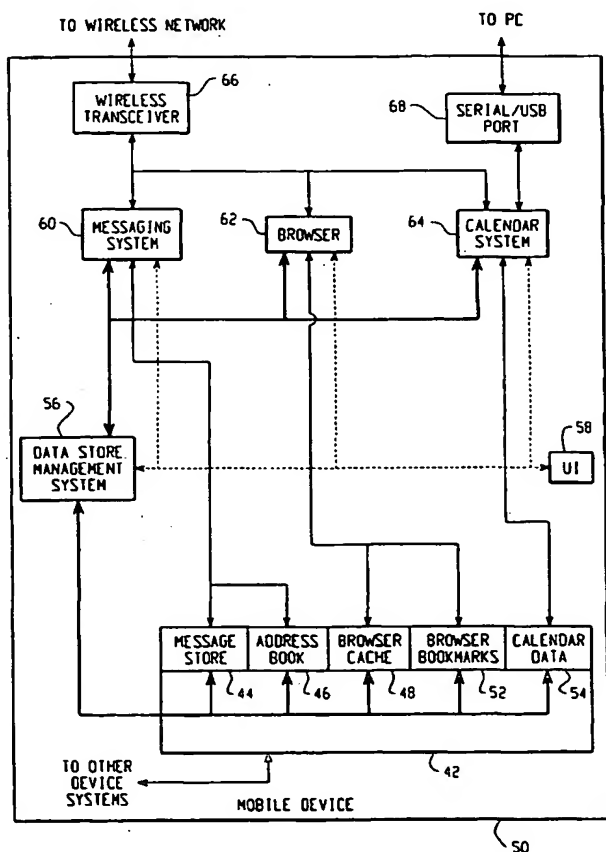 TO WIRELESS NETWORK
TO PC
66
WIRELESS
TRANSCEIVER
68
SERIAL/USB
PORT
60
MESSAGING
SYSTEM
62
BROWSER
64
CALENDAR
SYSTEM
56
DATA STORE
MANAGEMENT
SYSTEM
58
UI
MESSAGE
STORE
ADDRESS
BOOK
BROWSER
CACHE
BROWSER
BOOKMARKS
CALENDAR
DATA
44
46
48
52
54
TO OTHER
DEVICE
SYSTEMS
42
MOBILE DEVICE
50